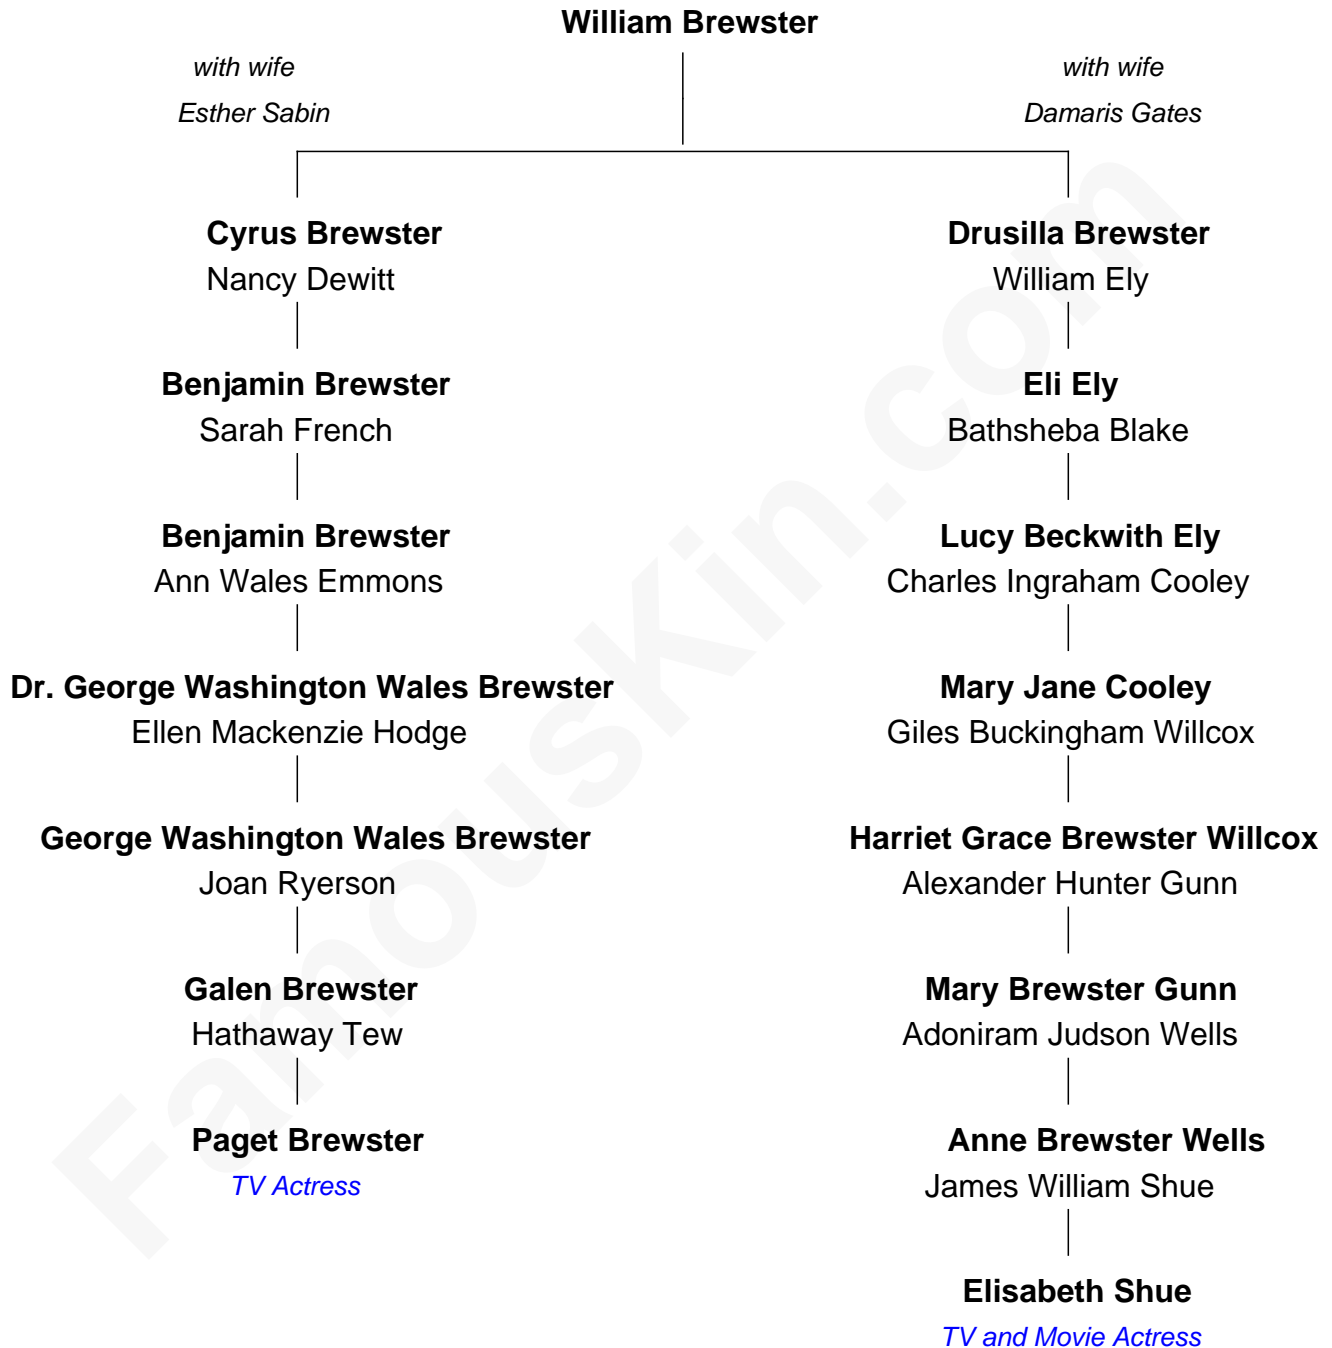 William Brewster
with wife
Esther Sabin
with wife
Damaris Gates
Cyrus Brewster
Nancy Dewitt
Benjamin Brewster
Sarah French
Benjamin Brewster
Ann Wales Emmons
Dr. George Washington Wales Brewster
Ellen Mackenzie Hodge
George Washington Wales Brewster
Joan Ryerson
Galen Brewster
Hathaway Tew
Paget Brewster
TV Actress
Drusilla Brewster
William Ely
Eli Ely
Bathsheba Blake
Lucy Beckwith Ely
Charles Ingraham Cooley
Mary Jane Cooley
Giles Buckingham Willcox
Harriet Grace Brewster Willcox
Alexander Hunter Gunn
Mary Brewster Gunn
Adoniram Judson Wells
Anne Brewster Wells
James William Shue
Elisabeth Shue
TV and Movie Actress
FamousKin.com